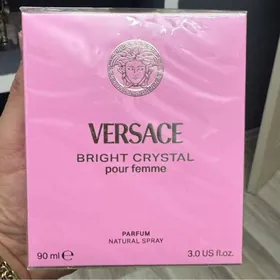 VERSACE
BRIGHT CRYSTAL
pour femme
PARFUM
NATURAL SPRAY
90 ml ℮ 3.0 US fl.oz.